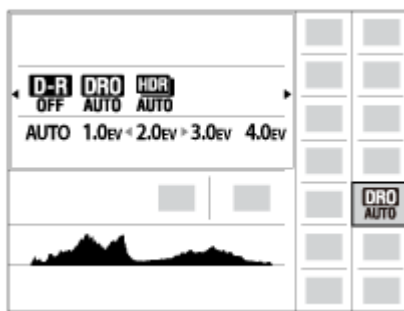 D-R DRO HDR
OFF AUTO AUTO
AUTO 1.0EV 2.0EV 3.0EV 4.0EV
DRO
AUTO